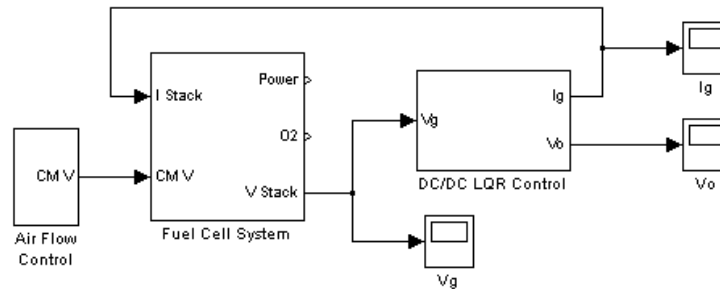 Power
I Stack
Ig
Ig
O2
Vg
Vo
CM V
CM V
V Stack
DC/DC LQR Control
Vo
Air Flow
Control
Fuel Cell System
Vg